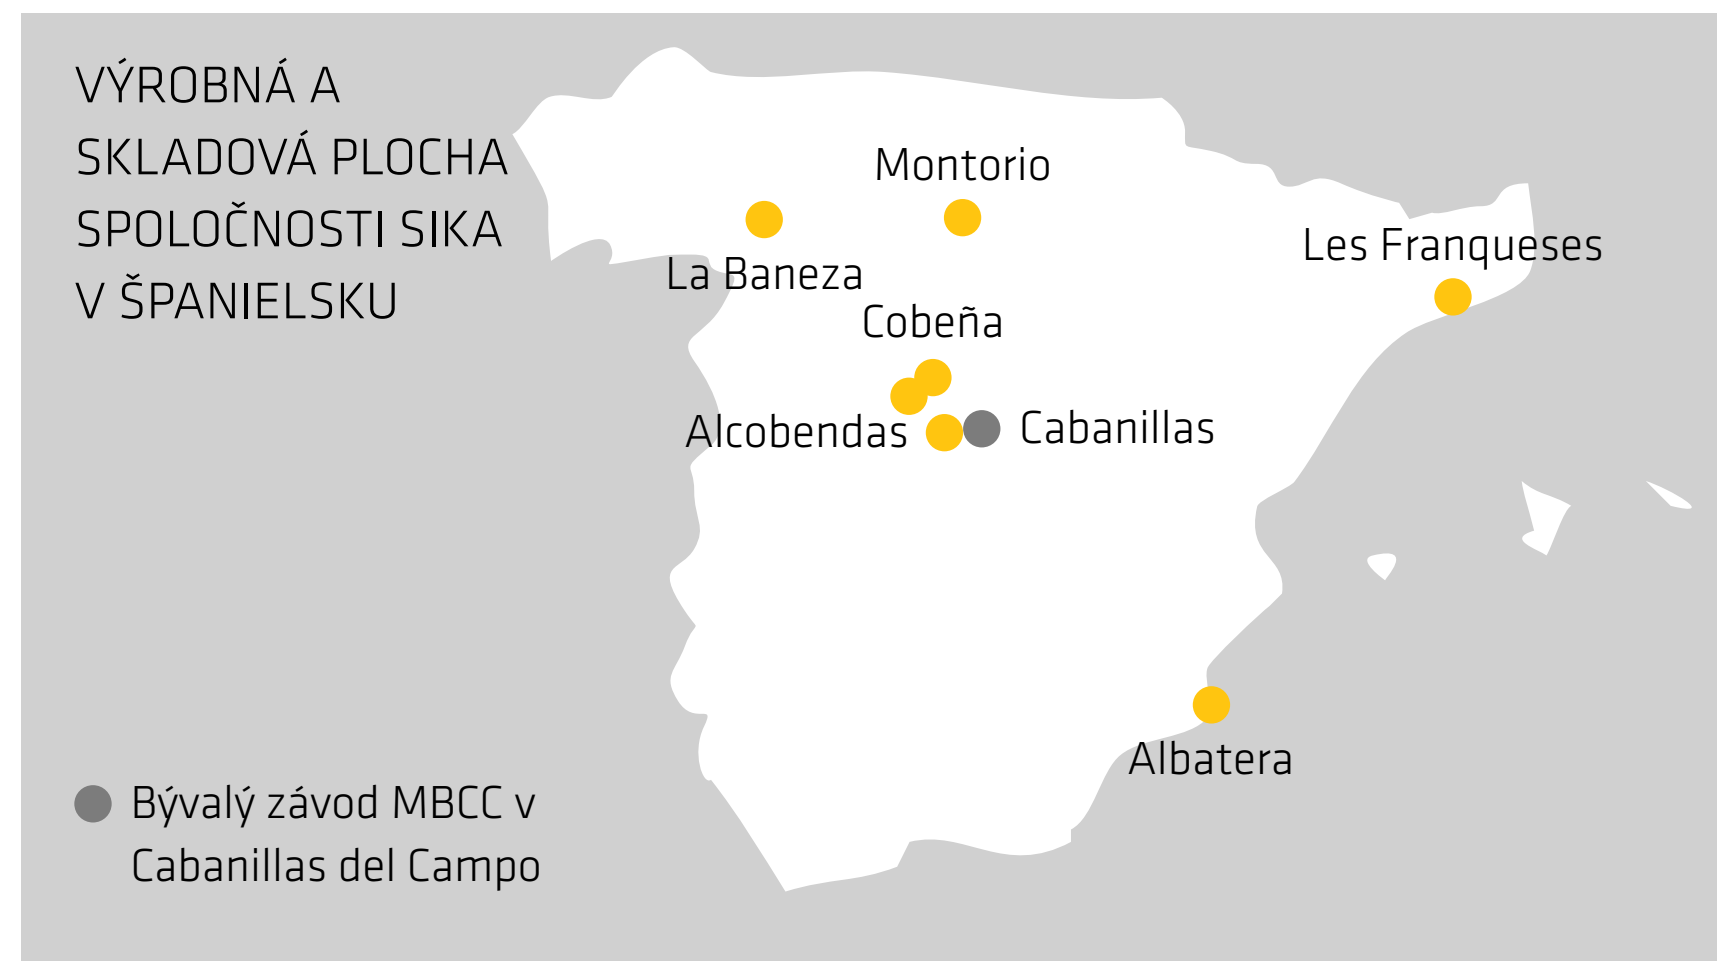 VÝROBNÁ A
SKLADOVÁ PLOCHA
SPOLOČNOSTI SIKA
V ŠPANIELSKU
Montorio
La Baneza
Les Franqueses
Cobeña
Alcobendas
Cabanillas
Albatera
Bývalý závod MBCC v
Cabanillas del Campo